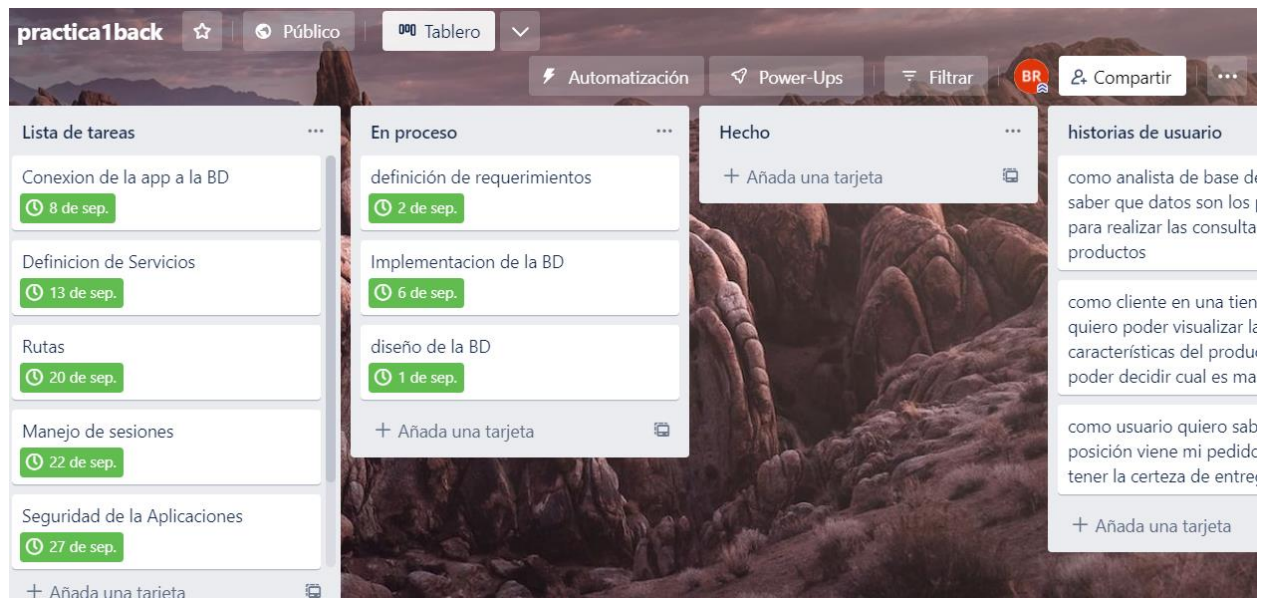 practica1back
Público
Tablero
Automatización
Power-Ups
Filtrar
BR
Compartir
Lista de tareas
Conexion de la app a la BD
8 de sep.
Definicion de Servicios
13 de sep.
Rutas
20 de sep.
Manejo de sesiones
22 de sep.
Seguridad de la Aplicaciones
27 de sep.
+ Añada una tarjeta
En proceso
definición de requerimientos
2 de sep.
Implementacion de la BD
6 de sep.
diseño de la BD
1 de sep.
+ Añada una tarjeta
Hecho
+ Añada una tarjeta
historias de usuario
como analista de base
saber que datos son los
para realizar las
productos
como cliente en una
quiero poder visualizar
características del
poder decidir cual es
como usuario quiero
posición viene mi
tener la certeza de
+ Añada una tarjeta